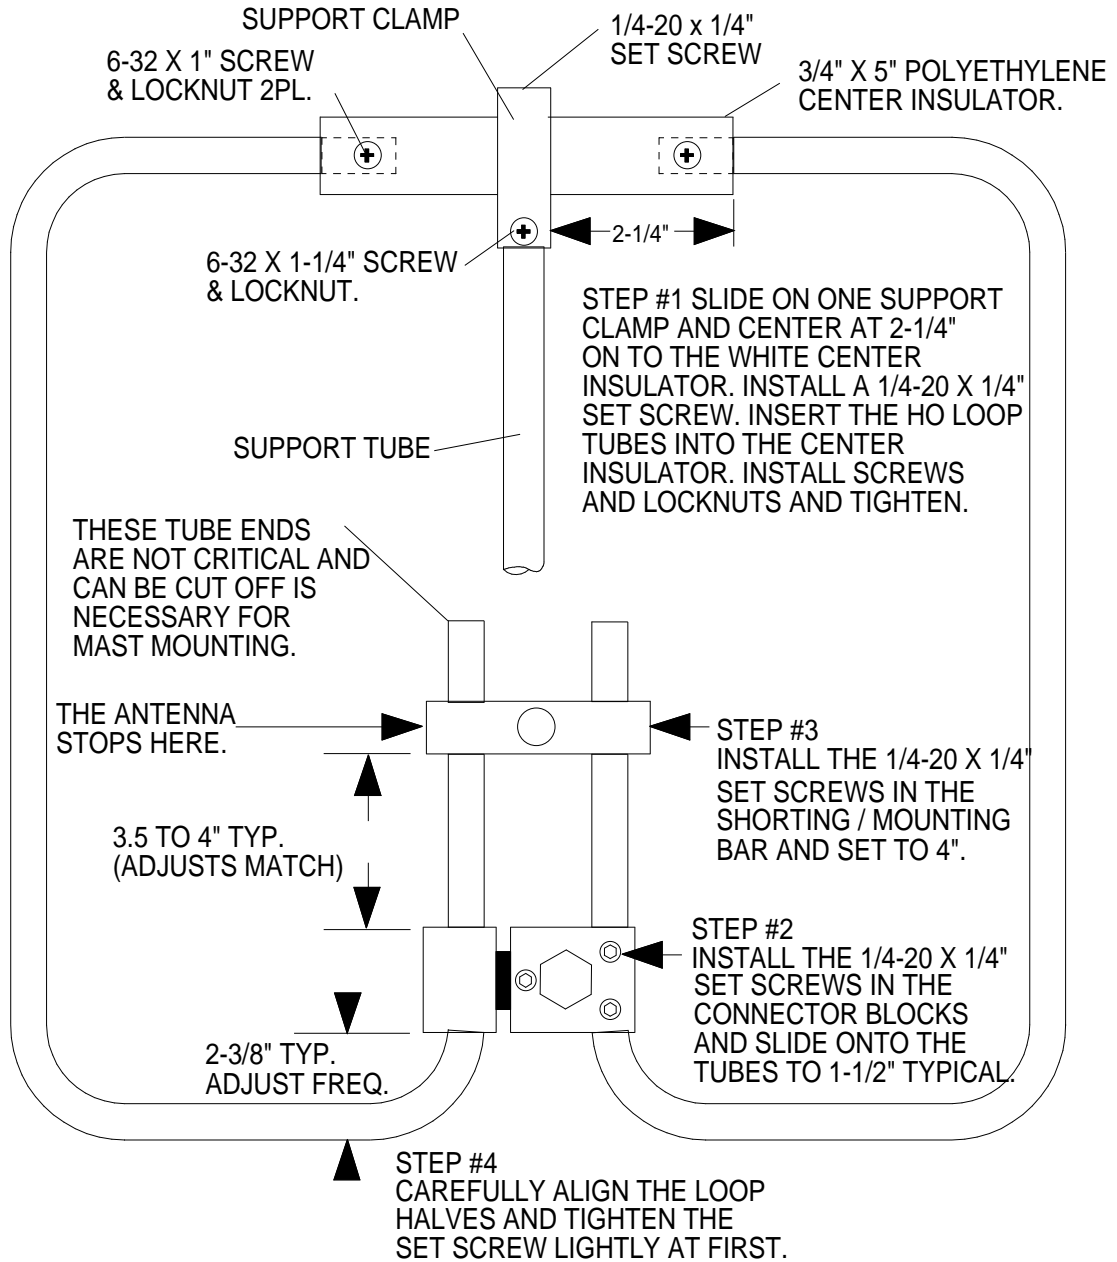 SUPPORT CLAMP
1/4-20 x 1/4"
SET SCREW
6-32 X 1" SCREW
& LOCKNUT 2PL.
3/4" X 5" POLYETHYLENE
CENTER INSULATOR.
2-1/4"
6-32 X 1-1/4" SCREW
& LOCKNUT.
STEP #1 SLIDE ON ONE SUPPORT
CLAMP AND CENTER AT 2-1/4"
ON TO THE WHITE CENTER
INSULATOR. INSTALL A 1/4-20 X 1/4"
SET SCREW. INSERT THE HO LOOP
TUBES INTO THE CENTER
INSULATOR. INSTALL SCREWS
AND LOCKNUTS AND TIGHTEN.
SUPPORT TUBE
THESE TUBE ENDS
ARE NOT CRITICAL AND
CAN BE CUT OFF IS
NECESSARY FOR
MAST MOUNTING.
THE ANTENNA
STOPS HERE.
STEP #3
INSTALL THE 1/4-20 X 1/4"
SET SCREWS IN THE
SHORTING / MOUNTING
BAR AND SET TO 4".
3.5 TO 4" TYP.
(ADJUSTS MATCH)
STEP #2
INSTALL THE 1/4-20 X 1/4"
SET SCREWS IN THE
CONNECTOR BLOCKS
AND SLIDE ONTO THE
TUBES TO 1-1/2" TYPICAL.
2-3/8" TYP.
ADJUST FREQ.
STEP #4
CAREFULLY ALIGN THE LOOP
HALVES AND TIGHTEN THE
SET SCREW LIGHTLY AT FIRST.